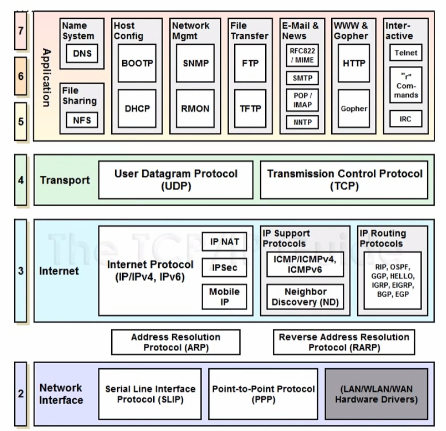 7
6
5
Application
Name
System
DNS
File
Sharing
NFS
Host
Config
BOOTP
DHCP
Network
Mgmt
SNMP
RMON
File
Transfer
FTP
TFTP
E-Mail &
News
RFC822
/ MIME
SMTP
POP /
IMAP
NNTP
WWW &
Gopher
HTTP
Gopher
Inter-
active
Telnet
"r"
Com-
mands
IRC
4
Transport
User Datagram Protocol
(UDP)
Transmission Control Protocol
(TCP)
The TCP/IP Guide
3
Internet
Internet Protocol
(IP/IPv4, IPv6)
IP NAT
IPSec
Mobile
IP
IP Support
Protocols
ICMP/ICMPv4,
ICMPv6
Neighbor
Discovery (ND)
IP Routing
Protocols
RIP, OSPF,
GGP, HELLO,
IGRP, EIGRP,
BGP, EGP
Address Resolution
Protocol (ARP)
Reverse Address Resolution
Protocol (RARP)
2
Network
Interface
Serial Line Interface
Protocol (SLIP)
Point-to-Point Protocol
(PPP)
(LAN/WLAN/WAN
Hardware Drivers)